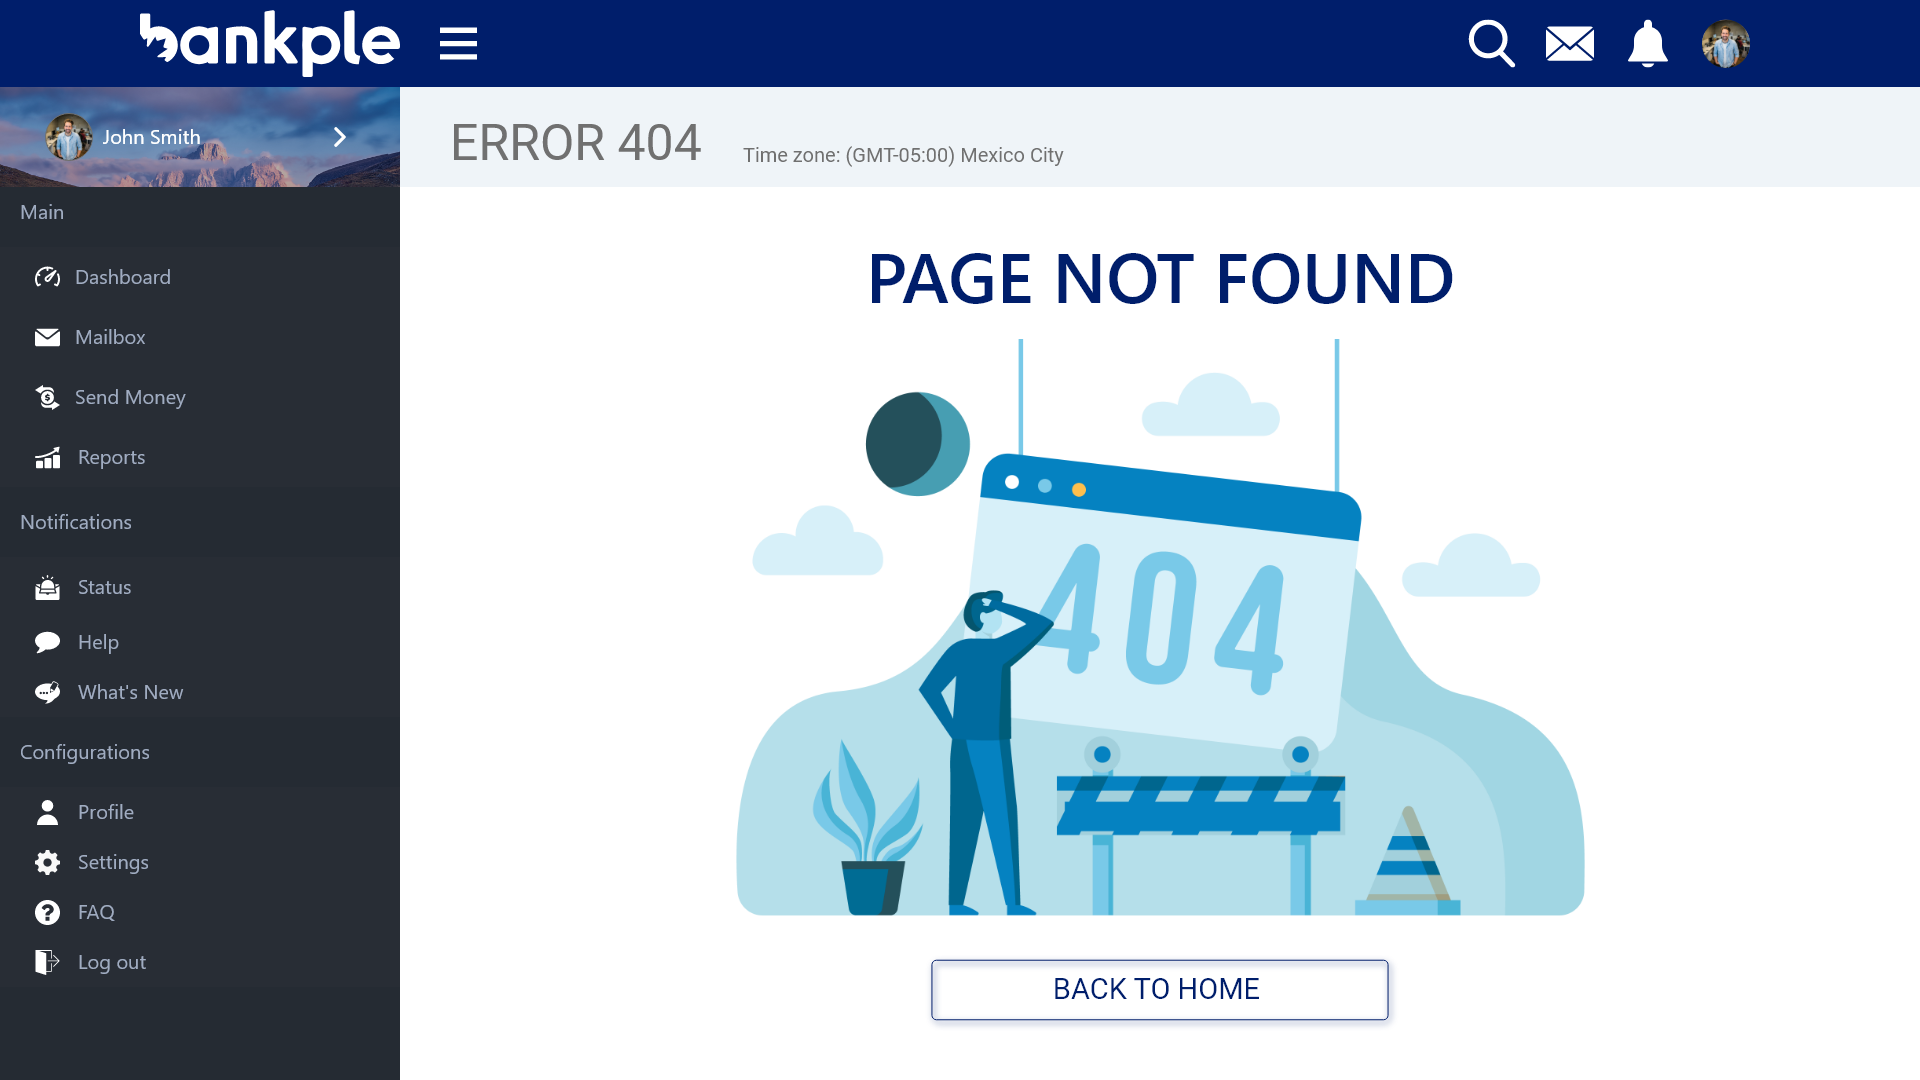 bankple
John Smith
ERROR 404
Time zone: (GMT-05:00) Mexico City
Main
Dashboard
Mailbox
Send Money
Reports
Notifications
Status
Help
What's New
Configurations
Profile
Settings
FAQ
Log out
PAGE NOT FOUND
404
BACK TO HOME